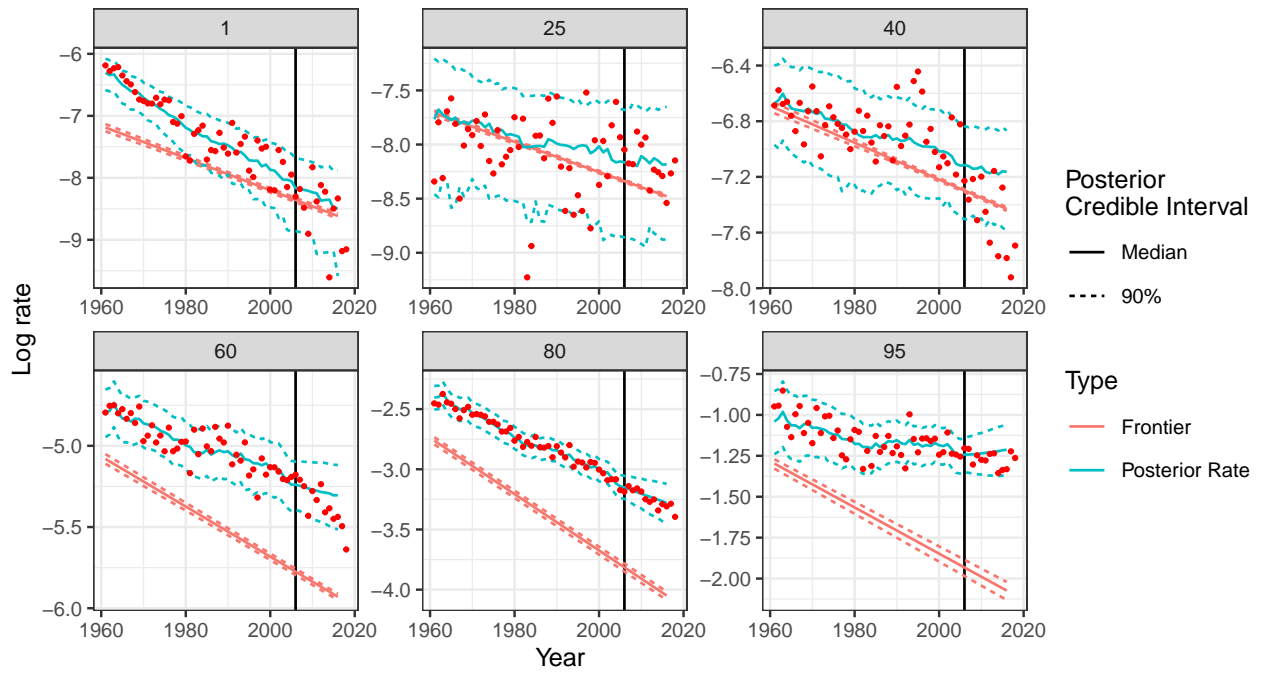 1
25
40
−6
−7
−8
−9
−7.5
−8.0
−8.5
−9.0
−6.4
−6.8
−7.2
−7.6
−8.0
1960 1980 2000 2020
1960 1980 2000 2020
1960 1980 2000 2020
60
80
95
−5.0
−5.5
−6.0
−2.5
−3.0
−3.5
−4.0
−0.75
−1.00
−1.25
−1.50
−1.75
−2.00
1960 1980 2000 2020
1960 1980 2000 2020
1960 1980 2000 2020
Log rate
Year
Posterior
Credible Interval
Median
90%
Type
Frontier
Posterior Rate